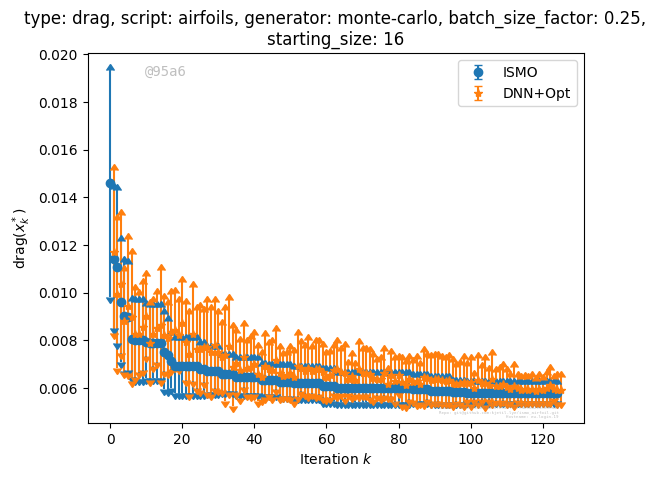 type: drag, script: airfoils, generator: monte-carlo, batch_size_factor: 0.25,
starting_size: 16
0.020
0.018
0.016
0.014
0.012
0.010
0.008
0.006
drag(x*k)
@95a6
ISMO
DNN+Opt
0 20 40 60 80 100 120
Iteration k